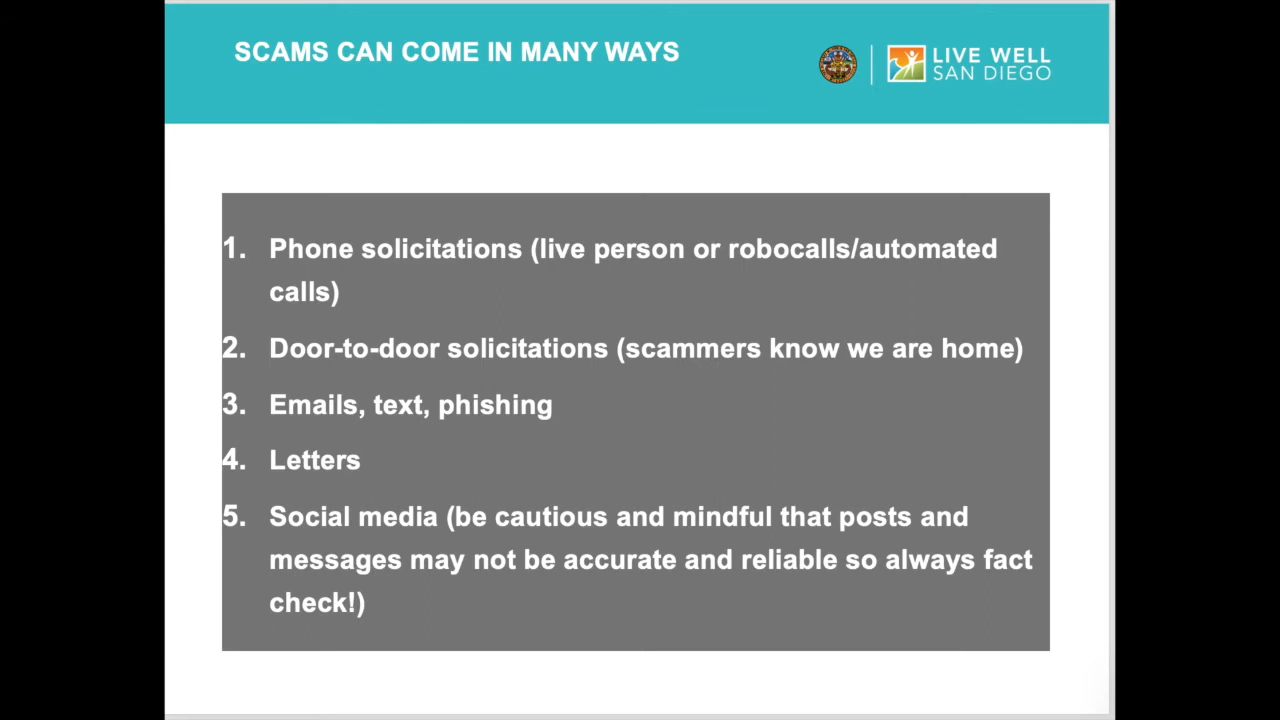 SCAMS CAN COME IN MANY WAYS
LIVE WELL
SAN DIEGO
1. Phone solicitations (live person or robocalls/automated
calls)
2. Door-to-door solicitations (scammers know we are home)
3. Emails, text, phishing
4. Letters
5. Social media (be cautious and mindful that posts and
messages may not be accurate and reliable so always fact
check!)